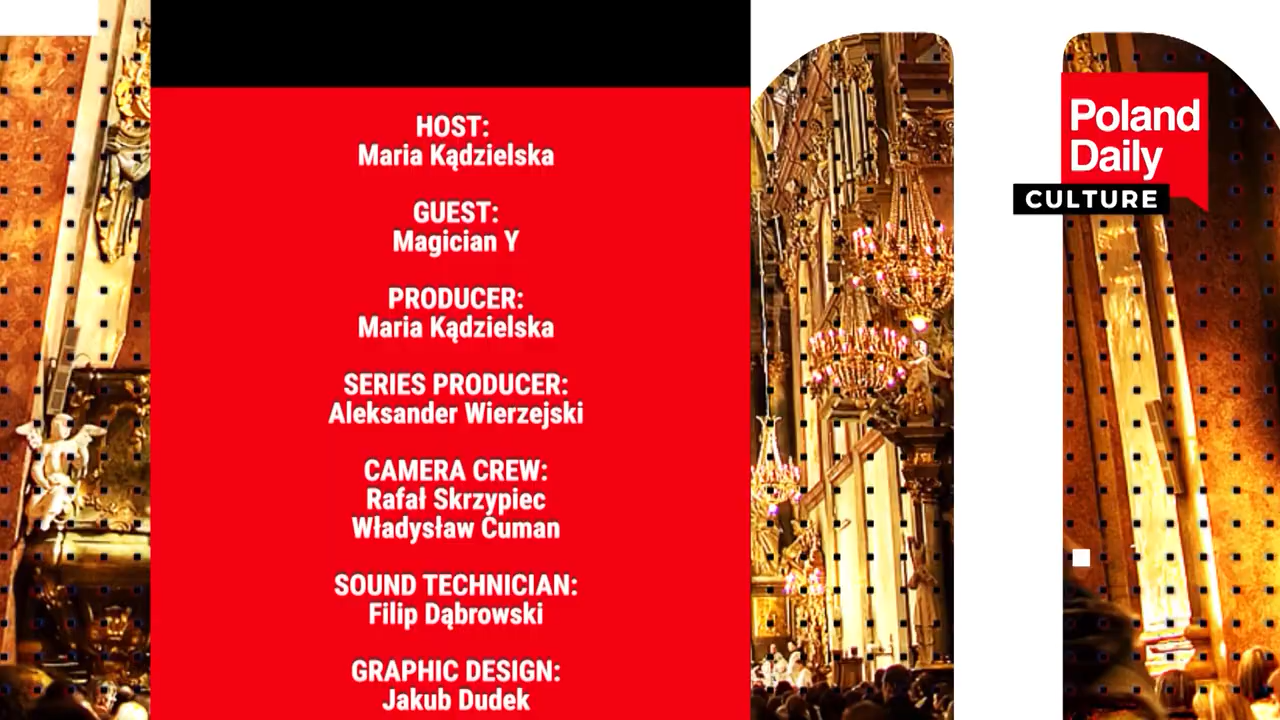 HOST:
Maria Kądzielska
GUEST:
Magician Y
PRODUCER:
Maria Kądzielska
SERIES PRODUCER:
Aleksander Wierzejski
CAMERA CREW:
Rafał Skrzypiec
Władysław Cuman
SOUND TECHNICIAN:
Filip Dąbrowski
GRAPHIC DESIGN:
Jakub Dudek
Poland
Daily
CULTURE